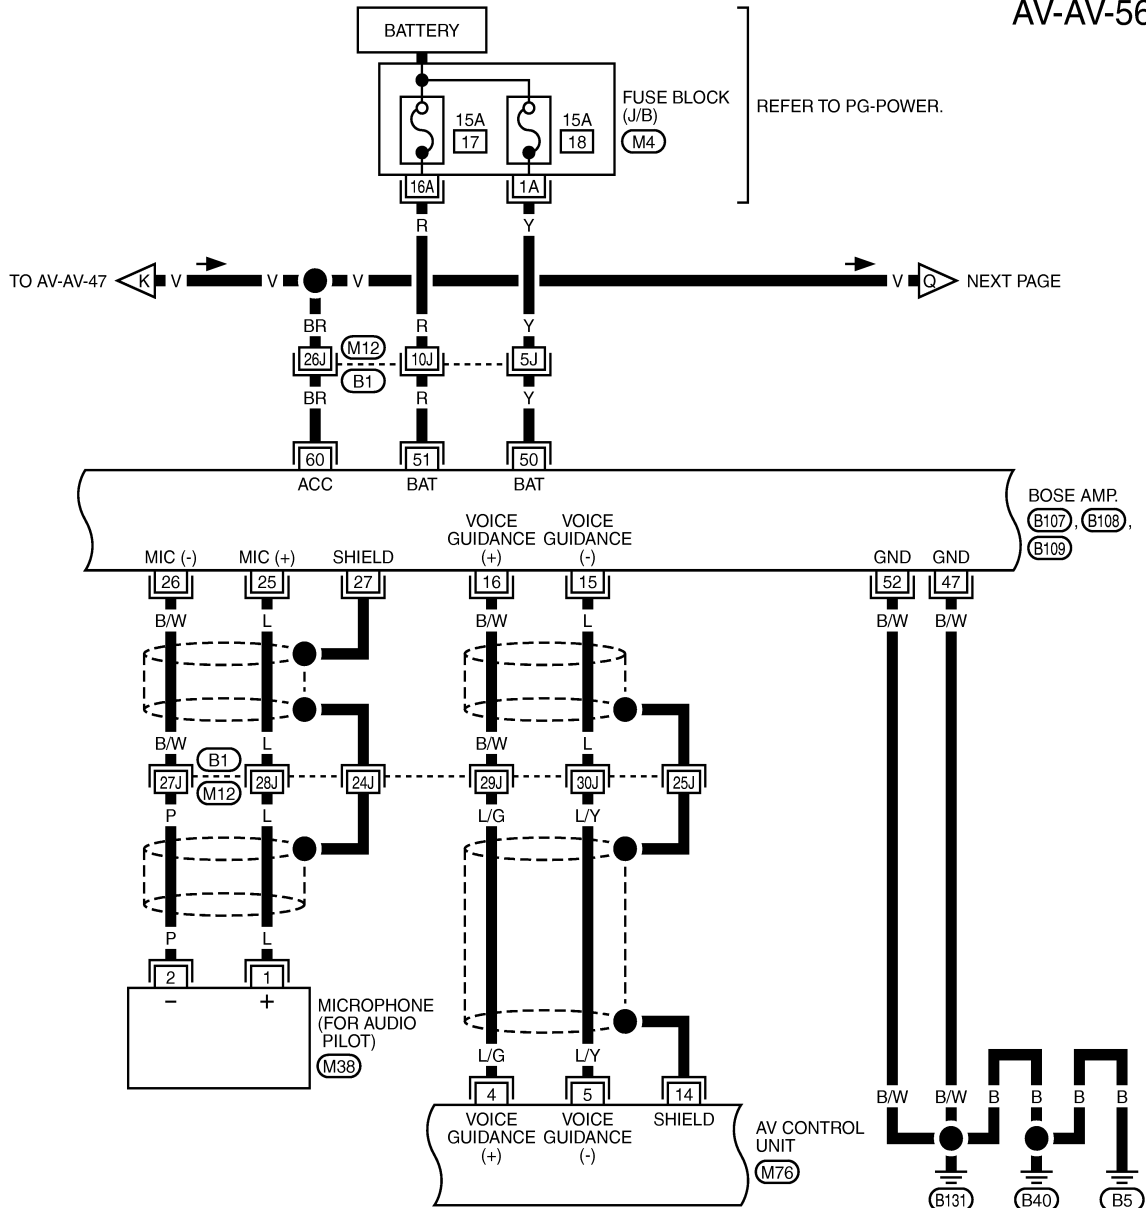 AV-AV-56
BATTERY
FUSE BLOCK
(J/B)
M4
15A
17
15A
18
REFER TO PG-POWER.
16A
1A
R
Y
TO AV-AV-47
K
V
V
V
V
Q
NEXT PAGE
BR
R
Y
M12
26J
10J
5J
B1
BR
R
Y
60
51
50
ACC
BAT
BAT
BOSE AMP.
B107, B108,
B109
VOICE
GUIDANCE
(+)
VOICE
GUIDANCE
(-)
MIC (-)
MIC (+)
SHIELD
GND
GND
26
25
27
16
15
52
47
B/W
L
B/W
L
B/W
B/W
B/W
L
B/W
L
B1
27J
28J
24J
29J
30J
25J
M12
P
L
L/G
L/Y
P
L
2
1
−
+
MICROPHONE
(FOR AUDIO
PILOT)
M38
L/G
L/Y
4
5
14
VOICE
GUIDANCE
(+)
VOICE
GUIDANCE
(-)
SHIELD
AV CONTROL
UNIT
M76
B/W
B/W
B
B
B
B
B131
B40
B5